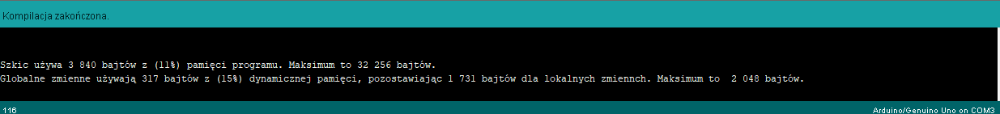 Kompilacja zakończona.
Szkic używa 3 840 bajtów z (11%) pamięci programu. Maksimum to 32 256 bajtów.
Globalne zmienne używają 317 bajtów z (15%) dynamicznej pamięci, pozostawiając 1 731 bajtów dla lokalnych zmiennch. Maksimum to  2 048 bajtów.
116
Arduino/Genuino Uno on COM3